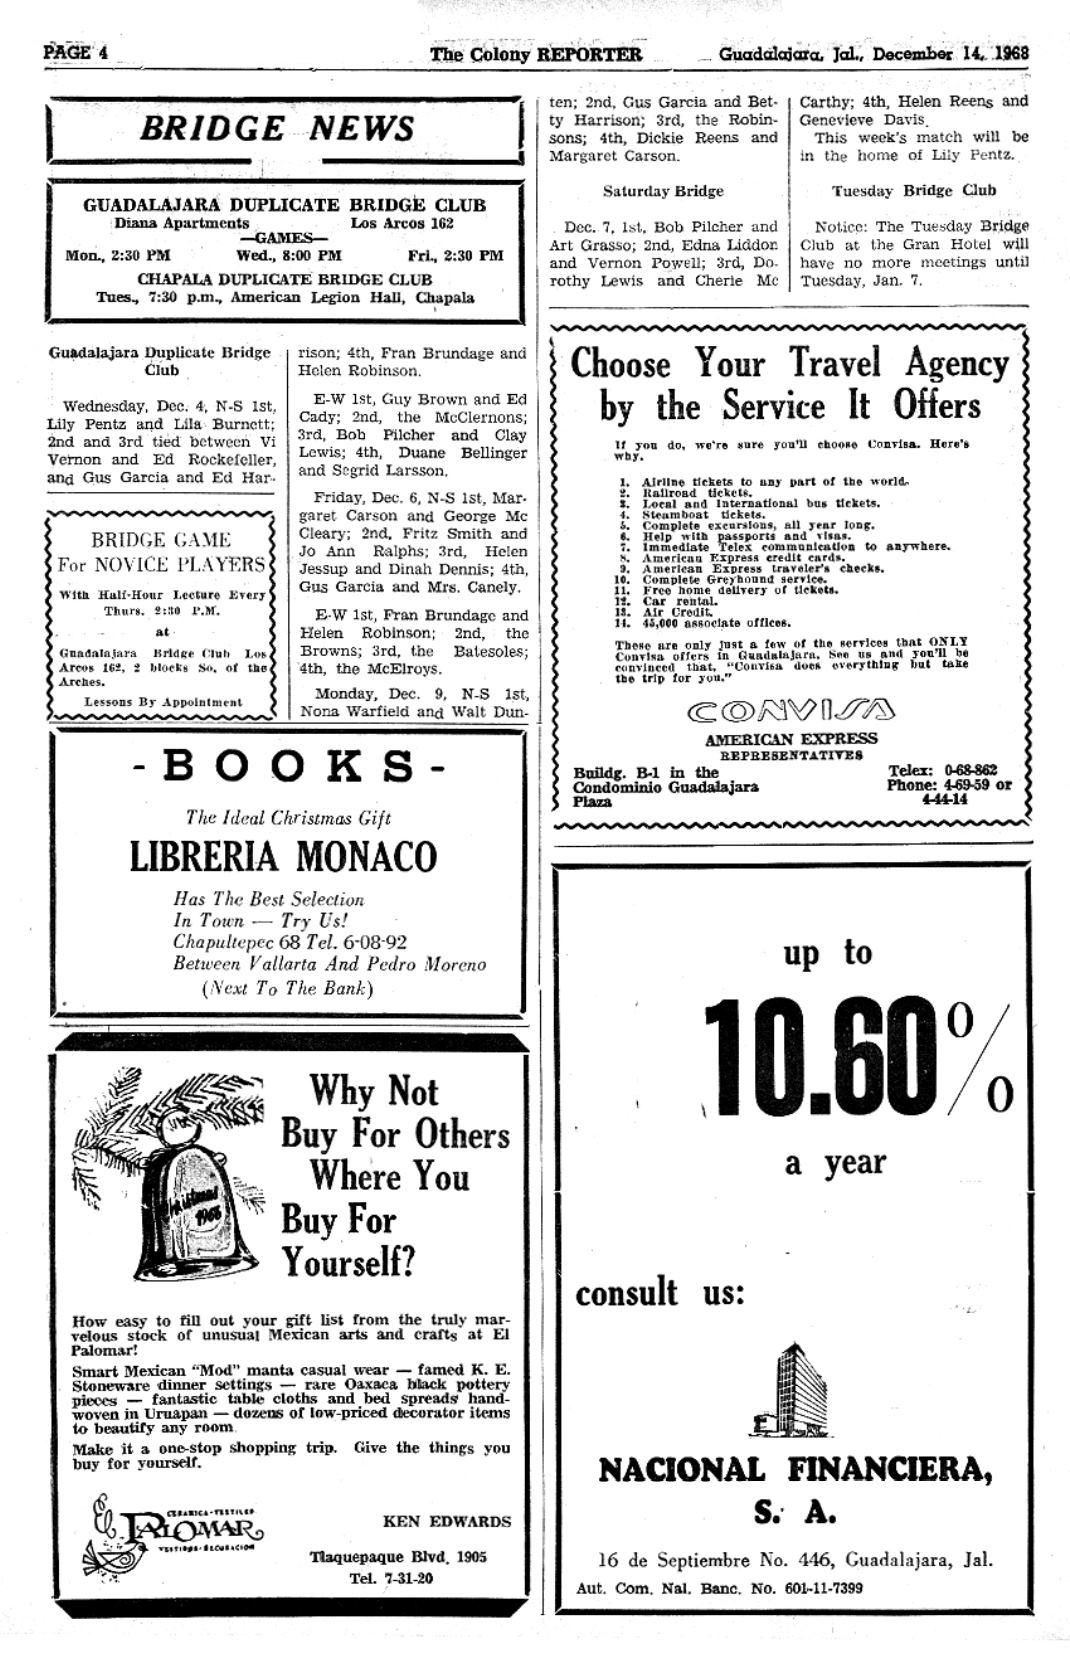 PAGE 4
The Colony REPORTER
Guadalajara, Jal., December 14, 1968
BRIDGE NEWS
GUADALAJARA DUPLICATE BRIDGE CLUB
Diana Apartments Los Arcos 162
—GAMES—
Mon., 2:30 PM Wed., 8:00 PM Fri., 2:30 PM
CHAPALA DUPLICATE BRIDGE CLUB
Tues., 7:30 p.m., American Legion Hall, Chapala
Guadalajara Duplicate Bridge
Club
Wednesday, Dec. 4, N-S 1st,
Lily Pentz and Lila Burnett;
2nd and 3rd tied between Vi
Vernon and Ed Rockefeller,
and Gus Garcia and Ed Har-
rison; 4th, Fran Brundage and
Helen Robinson.
E-W 1st, Guy Brown and Ed
Cady; 2nd, the McClernons;
3rd, Bob Pilcher and Clay
Lewis; 4th, Duane Bellinger
and Segrid Larsson.
Friday, Dec. 6, N-S 1st, Mar-
garet Carson and George Mc
Cleary; 2nd, Fritz Smith and
Jo Ann Ralphs; 3rd, Helen
Jessup and Dinah Dennis; 4th,
Gus Garcia and Mrs. Canely.
E-W 1st, Fran Brundage and
Helen Robinson; 2nd, the
Browns; 3rd, the Batesoles;
4th, the McElroys.
Monday, Dec. 9, N-S 1st,
Nona Warfield and Walt Dun-
ten; 2nd, Gus Garcia and Bet-
ty Harrison; 3rd, the Robin-
sons; 4th, Dickie Reens and
Margaret Carson.
Saturday Bridge
Dec. 7, 1st, Bob Pilcher and
Art Grasso; 2nd, Edna Liddon
and Vernon Powell; 3rd, Do-
rothy Lewis and Cherie Mc
Carthy; 4th, Helen Reens and
Genevieve Davis.
This week's match will be
in the home of Lily Pentz.
Tuesday Bridge Club
Notice: The Tuesday Bridge
Club at the Gran Hotel will
have no more meetings until
Tuesday, Jan. 7.
BRIDGE GAME
For NOVICE PLAYERS
With Half-Hour Lecture Every
Thurs. 2:30 P.M.
at
Guadalajara Bridge Club Los
Arcos 162, 2 blocks So. of the
Arches.
Lessons By Appointment
- B O O K S -
The Ideal Christmas Gift
LIBRERIA MONACO
Has The Best Selection
In Town — Try Us!
Chapultepec 68 Tel. 6-08-92
Between Vallarta And Pedro Moreno
(Next To The Bank)
Christmas
1968
Why Not
Buy For Others
Where You
Buy For
Yourself?
How easy to fill out your gift list from the truly mar-
velous stock of unusual Mexican arts and crafts at El
Palomar!
Smart Mexican "Mod" manta casual wear — famed K. E.
Stoneware dinner settings — rare Oaxaca black pottery
pieces — fantastic table cloths and bed spreads hand-
woven in Uruapan — dozens of low-priced decorator items
to beautify any room
Make it a one-stop shopping trip. Give the things you
buy for yourself.
El
PALOMAR
CERAMICA-TEXTILES
VESTIDOS-DECORACION
KEN EDWARDS
Tlaquepaque Blvd. 1905
Tel. 7-31-20
Choose Your Travel Agency
by the Service It Offers
If you do, we're sure you'll choose Convisa. Here's
why.
1. Airline tickets to any part of the world.
2. Railroad tickets.
3. Local and International bus tickets.
4. Steamboat tickets.
5. Complete excursions, all year long.
6. Help with passports and visas.
7. Immediate Telex communication to anywhere.
8. American Express credit cards.
9. American Express traveler's checks.
10. Complete Greyhound service.
11. Free home delivery of tickets.
12. Car rental.
13. Air Credit.
14. 45,000 associate offices.
These are only just a few of the services that ONLY
Convisa offers in Guadalajara. See us and you'll be
convinced that, "Convisa does everything but take
the trip for you."
CONVISA
AMERICAN EXPRESS
REPRESENTATIVES
Buildg. B-1 in the
Condominio Guadalajara
Plaza
Telex: 0-68-862
Phone: 4-69-59 or
4-44-14
up to
10.60%
a year
consult us:
NACIONAL FINANCIERA,
S. A.
16 de Septiembre No. 446, Guadalajara, Jal.
Aut. Com. Nal. Banc. No. 601-11-7399